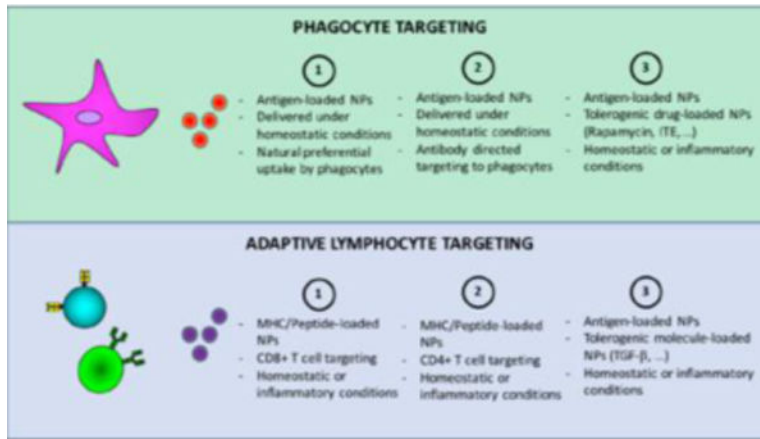 PHAGOCYTE TARGETING
1
- Antigen-loaded NPs
- Delivered under
homeostatic conditions
- Natural preferential
uptake by phagocytes
2
- Antigen-loaded NPs
- Delivered under
homeostatic conditions
- Antibody directed
targeting to phagocytes
3
- Antigen-loaded NPs
- Tolerogenic drug-loaded NPs
(Rapamycin, ITE, ...)
- Homeostatic or inflammatory
conditions
ADAPTIVE LYMPHOCYTE TARGETING
1
- MHC/Peptide-loaded
NPs
- CD8+ T cell targeting
- Homeostatic or
inflammatory conditions
2
- MHC/Peptide-loaded
NPs
- CD4+ T cell targeting
- Homeostatic or
inflammatory conditions
3
- Antigen-loaded NPs
- Tolerogenic molecule-loaded
NPs (TGF-β, ...)
- Homeostatic or inflammatory
conditions